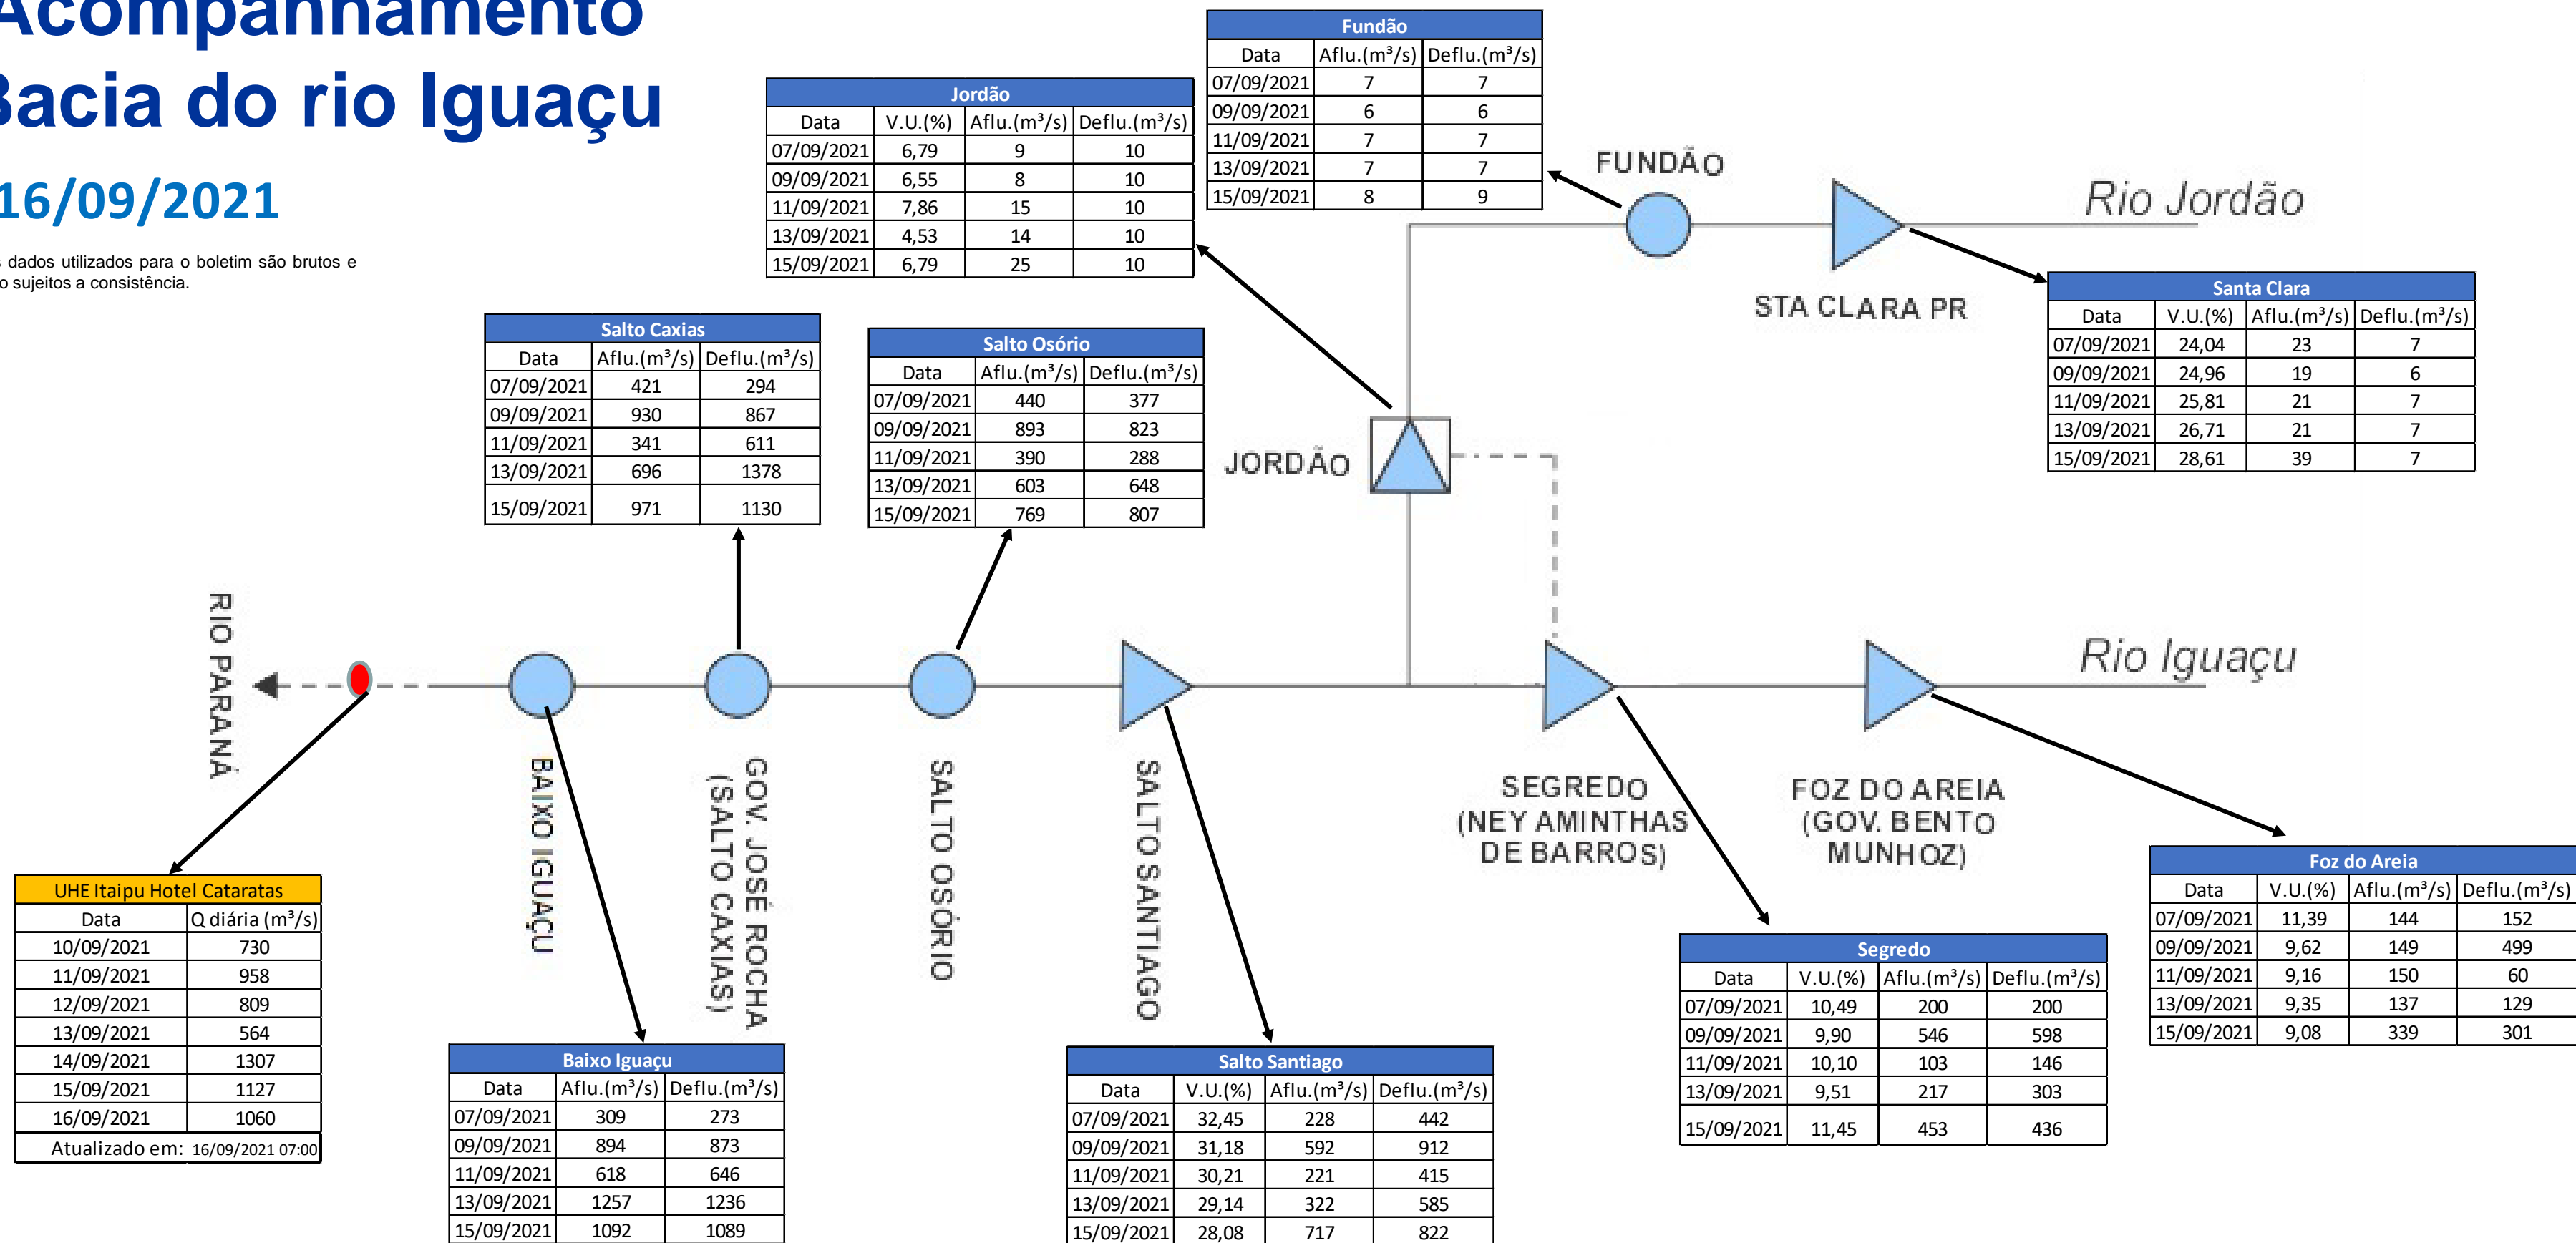 Acompanhamento
Bacia do rio Iguaçu
16/09/2021
s dados utilizados para o boletim são brutos e
o sujeitos a consistência.
Fundão
Data Aflu.(m³/s) Deflu.(m³/s)
07/09/2021 7 7
09/09/2021 6 6
11/09/2021 7 7
13/09/2021 7 7
15/09/2021 8 9
Jordão
Data V.U.(%) Aflu.(m³/s) Deflu.(m³/s)
07/09/2021 6,79 9 10
09/09/2021 6,55 8 10
11/09/2021 7,86 15 10
13/09/2021 4,53 14 10
15/09/2021 6,79 25 10
FUNDÃO
Rio Jordão
STA CLARA PR
Santa Clara
Data V.U.(%) Aflu.(m³/s) Deflu.(m³/s)
07/09/2021 24,04 23 7
09/09/2021 24,96 19 6
11/09/2021 25,81 21 7
13/09/2021 26,71 21 7
15/09/2021 28,61 39 7
Salto Caxias
Data Aflu.(m³/s) Deflu.(m³/s)
07/09/2021 421 294
09/09/2021 930 867
11/09/2021 341 611
13/09/2021 696 1378
15/09/2021 971 1130
Salto Osório
Data Aflu.(m³/s) Deflu.(m³/s)
07/09/2021 440 377
09/09/2021 893 823
11/09/2021 390 288
13/09/2021 603 648
15/09/2021 769 807
JORDÃO
RIO PARANÁ
Rio Iguaçu
BAIXO IGUAÇU
GOV. JOSÉ ROCHA
(SALTO CAXIAS)
SALTO OSÓRIO
SALTO SANTIAGO
SEGREDO
(NEY AMINTHAS
DE BARROS)
FOZ DO AREIA
(GOV. BENTO
MUNHOZ)
Foz do Areia
Data V.U.(%) Aflu.(m³/s) Deflu.(m³/s)
07/09/2021 11,39 144 152
09/09/2021 9,62 149 499
11/09/2021 9,16 150 60
13/09/2021 9,35 137 129
15/09/2021 9,08 339 301
UHE Itaipu Hotel Cataratas
Data Q diária (m³/s)
10/09/2021 730
11/09/2021 958
12/09/2021 809
13/09/2021 564
14/09/2021 1307
15/09/2021 1127
16/09/2021 1060
Atualizado em: 16/09/2021 07:00
Segredo
Data V.U.(%) Aflu.(m³/s) Deflu.(m³/s)
07/09/2021 10,49 200 200
09/09/2021 9,90 546 598
11/09/2021 10,10 103 146
13/09/2021 9,51 217 303
15/09/2021 11,45 453 436
Baixo Iguaçu
Data Aflu.(m³/s) Deflu.(m³/s)
07/09/2021 309 273
09/09/2021 894 873
11/09/2021 618 646
13/09/2021 1257 1236
15/09/2021 1092 1089
Salto Santiago
Data V.U.(%) Aflu.(m³/s) Deflu.(m³/s)
07/09/2021 32,45 228 442
09/09/2021 31,18 592 912
11/09/2021 30,21 221 415
13/09/2021 29,14 322 585
15/09/2021 28,08 717 822